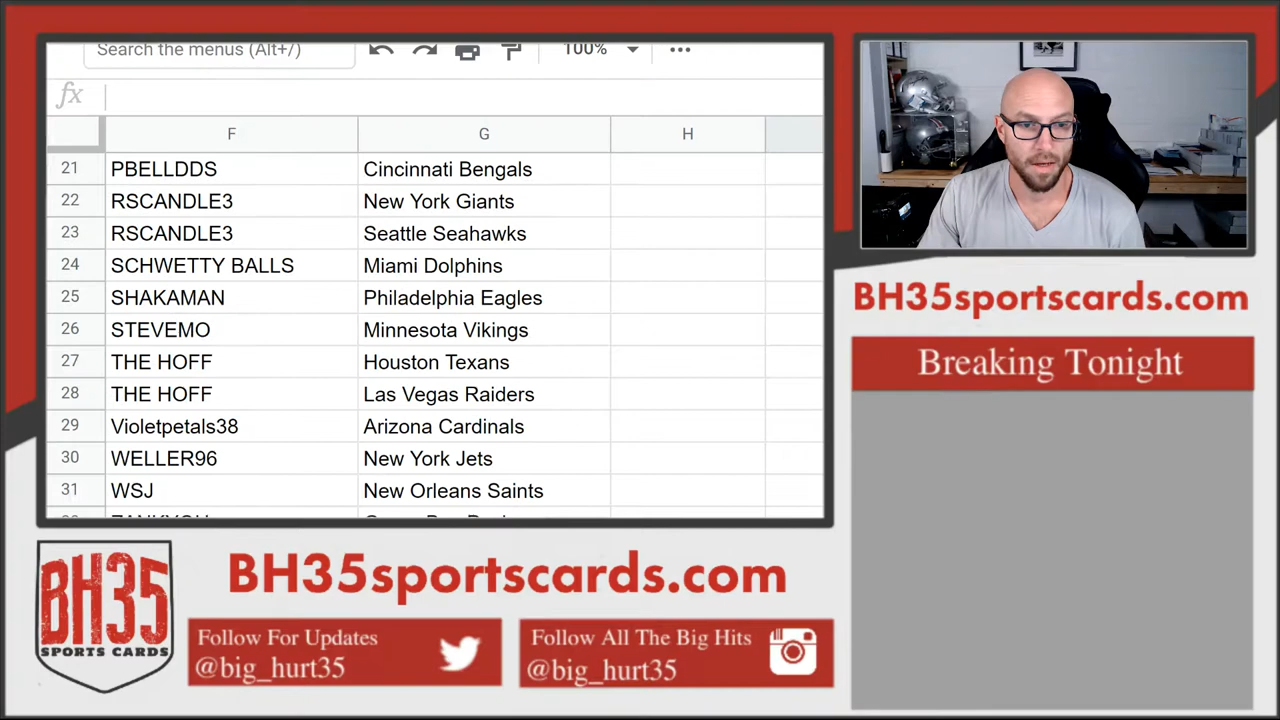 Search the menus (Alt+/)
100%
fx
F G H
21 PBELLDDS Cincinnati Bengals
22 RSCANDLE3 New York Giants
23 RSCANDLE3 Seattle Seahawks
24 SCHWETTY BALLS Miami Dolphins
25 SHAKAMAN Philadelphia Eagles
26 STEVEMO Minnesota Vikings
27 THE HOFF Houston Texans
28 THE HOFF Las Vegas Raiders
29 Violetpetals38 Arizona Cardinals
30 WELLER96 New York Jets
31 WSJ New Orleans Saints
BH35sportscards.com
Breaking Tonight
BH35
SPORTS CARDS
BH35sportscards.com
Follow For Updates
@big_hurt35
Follow All The Big Hits
@big_hurt35